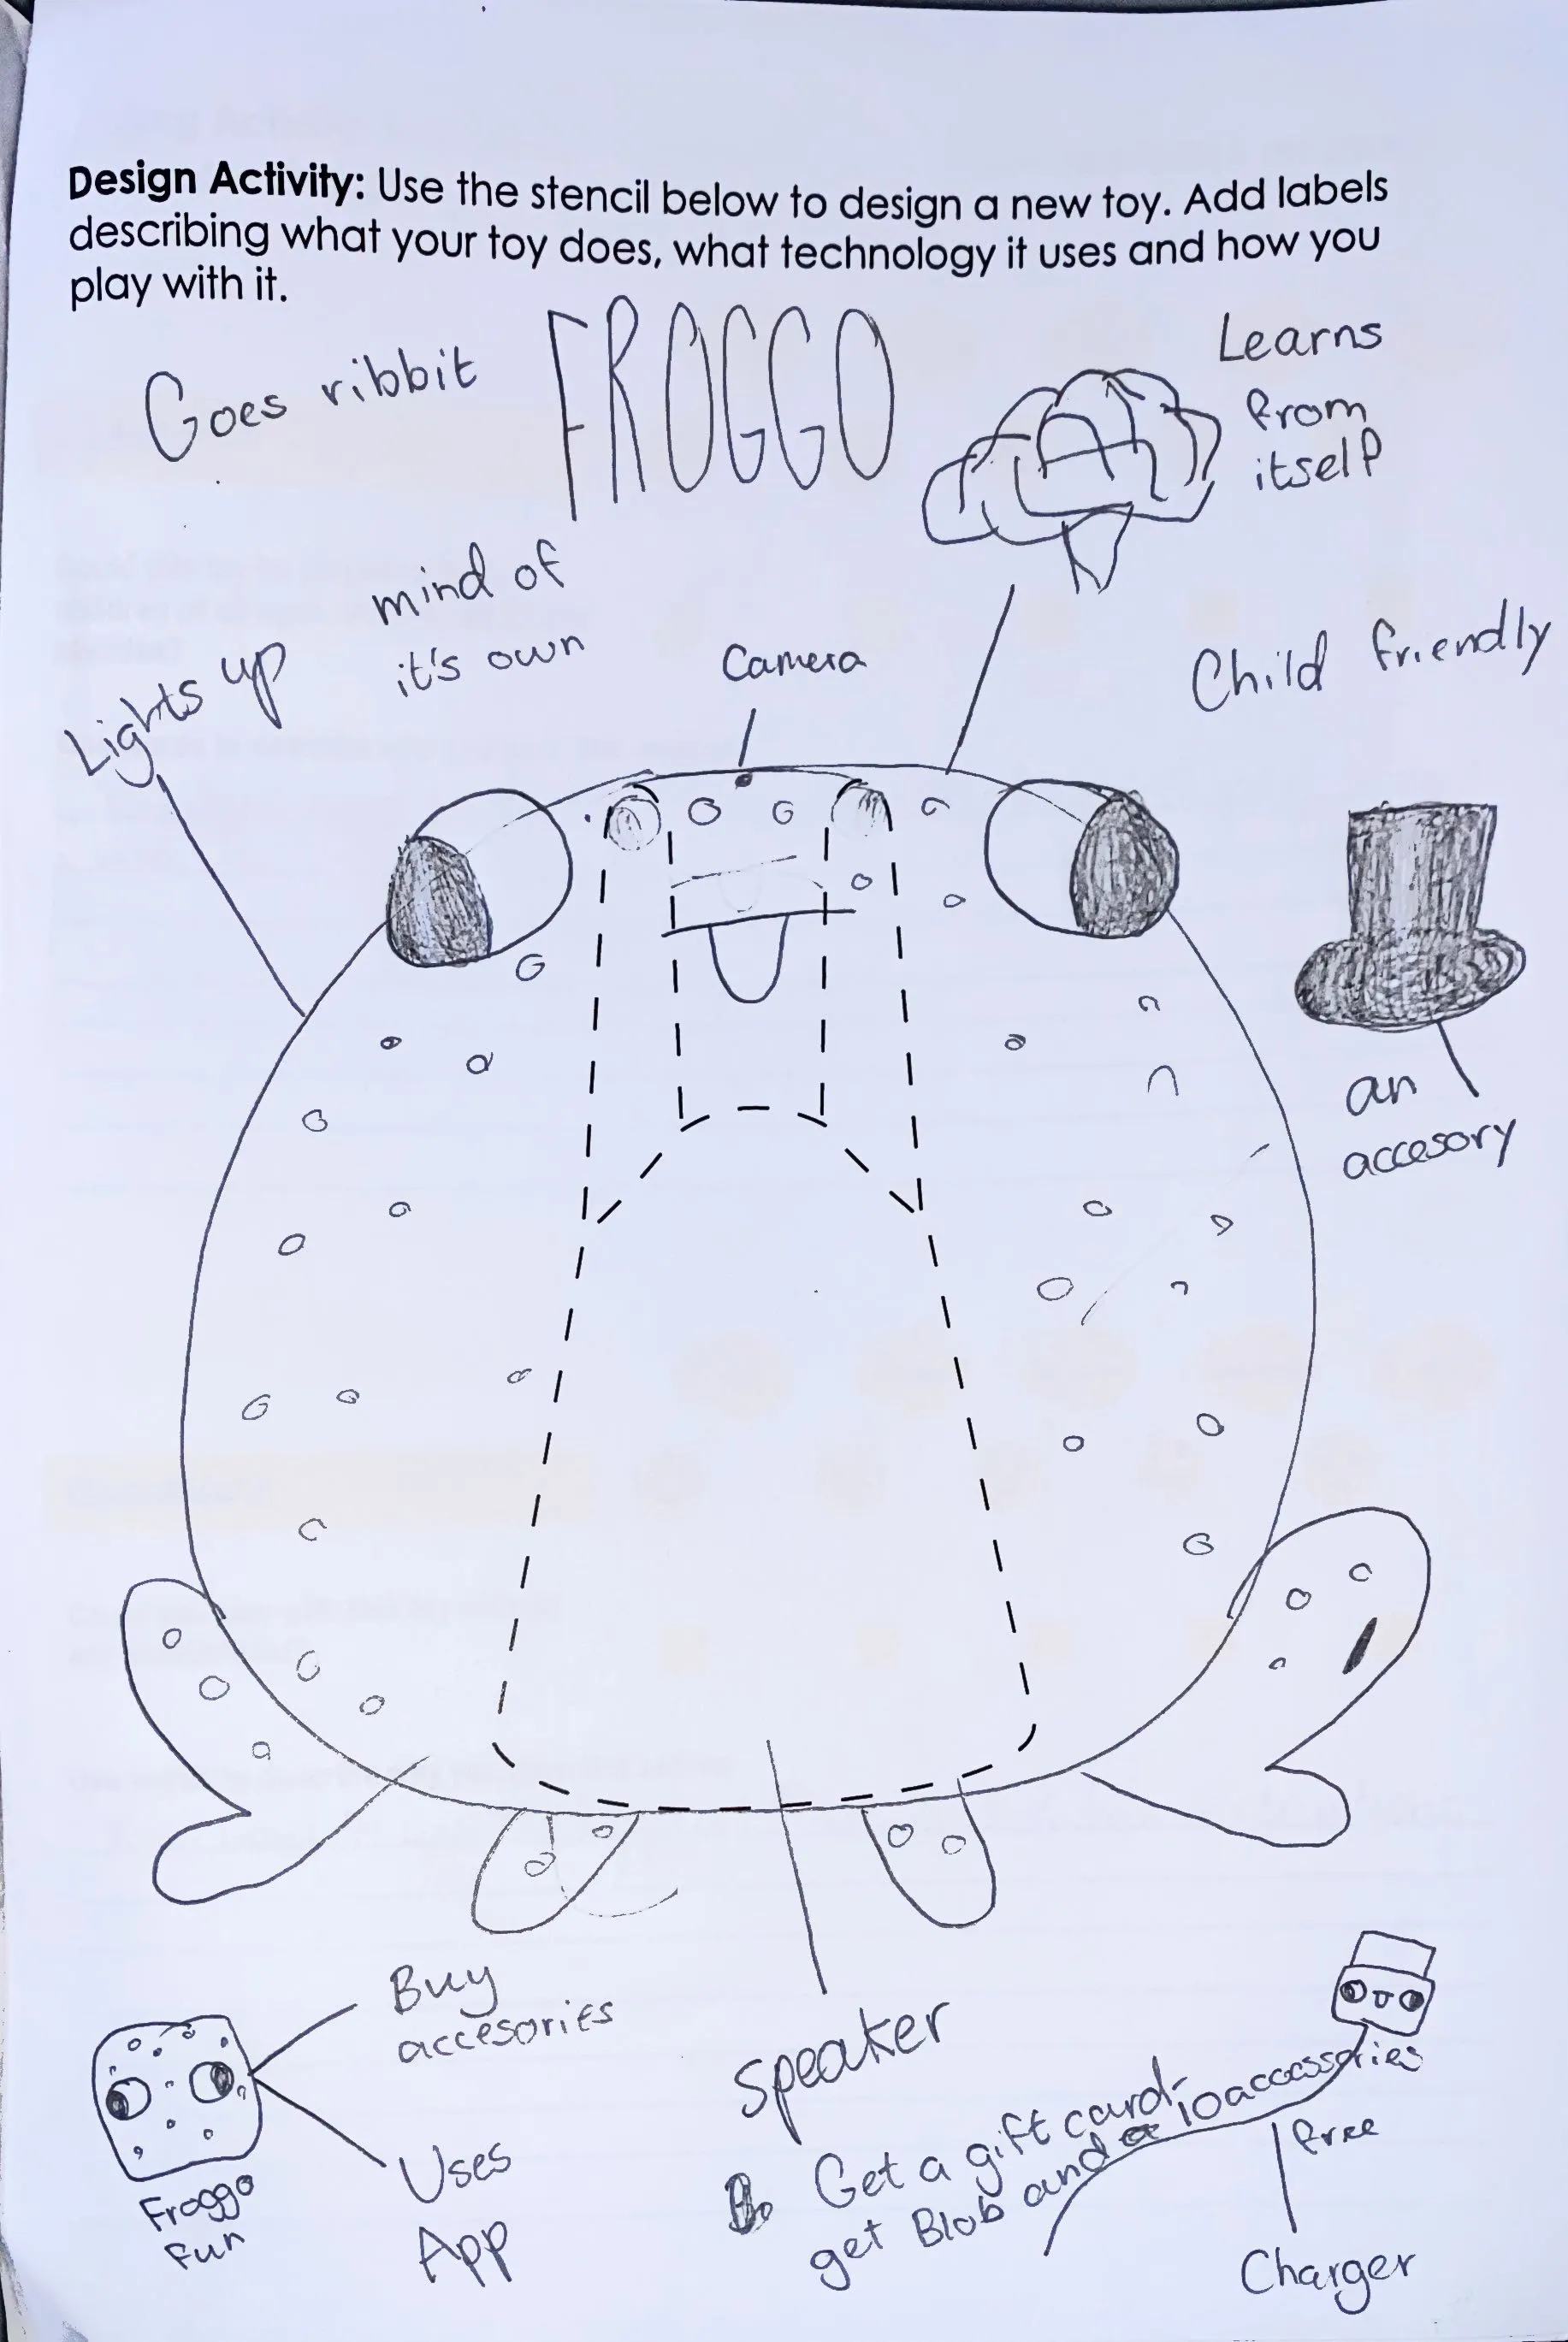 Design Activity: Use the stencil below to design a new toy. Add labels
describing what your toy does, what technology it uses and how you
play with it.
Goes ribbit
FROGGO
Learns
from
itself
mind of
it's own
Lights up
Camera
Child friendly
an
accesory
Buy
accesories
Uses
App
Froggo
Fun
Speaker
Get a gift card
get Blob and 10 accessories
free
Charger